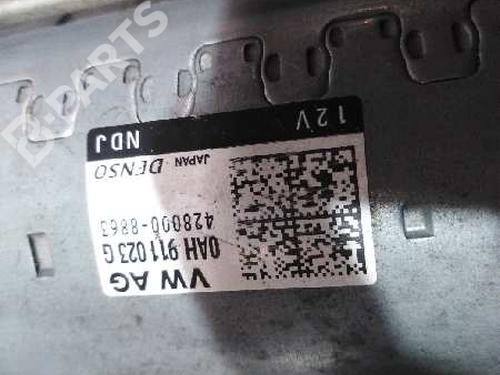 VW AG
0AH 911 023 G
428000-8863
DENSO JAPAN
NDJ 12V
B-PARTS